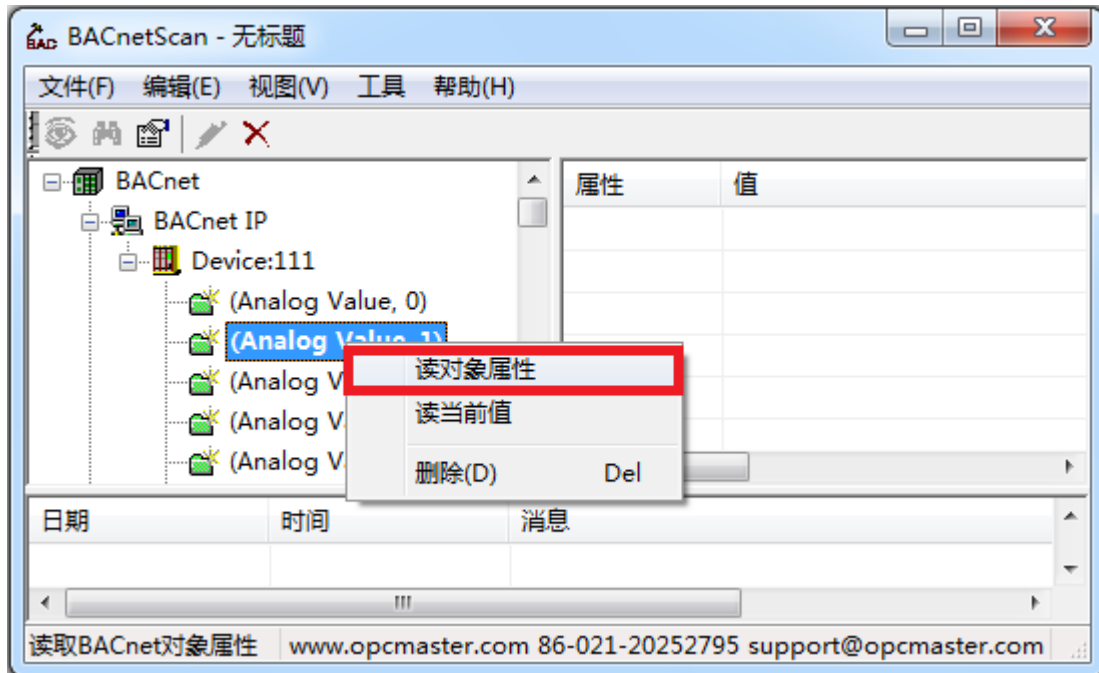 BACnetScan - 无标题
文件(F) 编辑(E) 视图(V) 工具 帮助(H)
BACnet
BACnet IP
Device:111
(Analog Value, 0)
(Analog Value, 1)
(Analog V
(Analog V
(Analog V
属性 值
读对象属性
读当前值
删除(D) Del
日期 时间 消息
读取BACnet对象属性 www.opcmaster.com 86-021-20252795 support@opcmaster.com